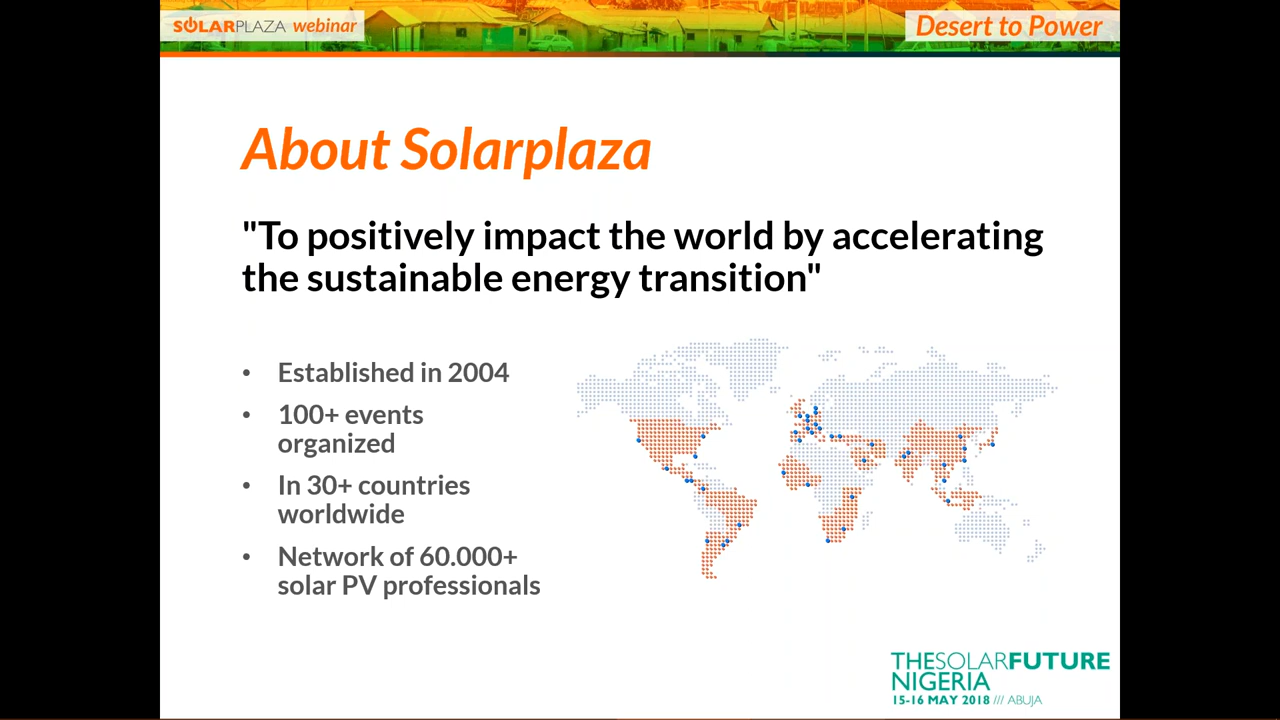 SOLARPLAZA webinar
Desert to Power
About Solarplaza
"To positively impact the world by accelerating
the sustainable energy transition"
• Established in 2004
• 100+ events
organized
• In 30+ countries
worldwide
• Network of 60.000+
solar PV professionals
THESOLARFUTURE
NIGERIA
15-16 MAY 2018 /// ABUJA